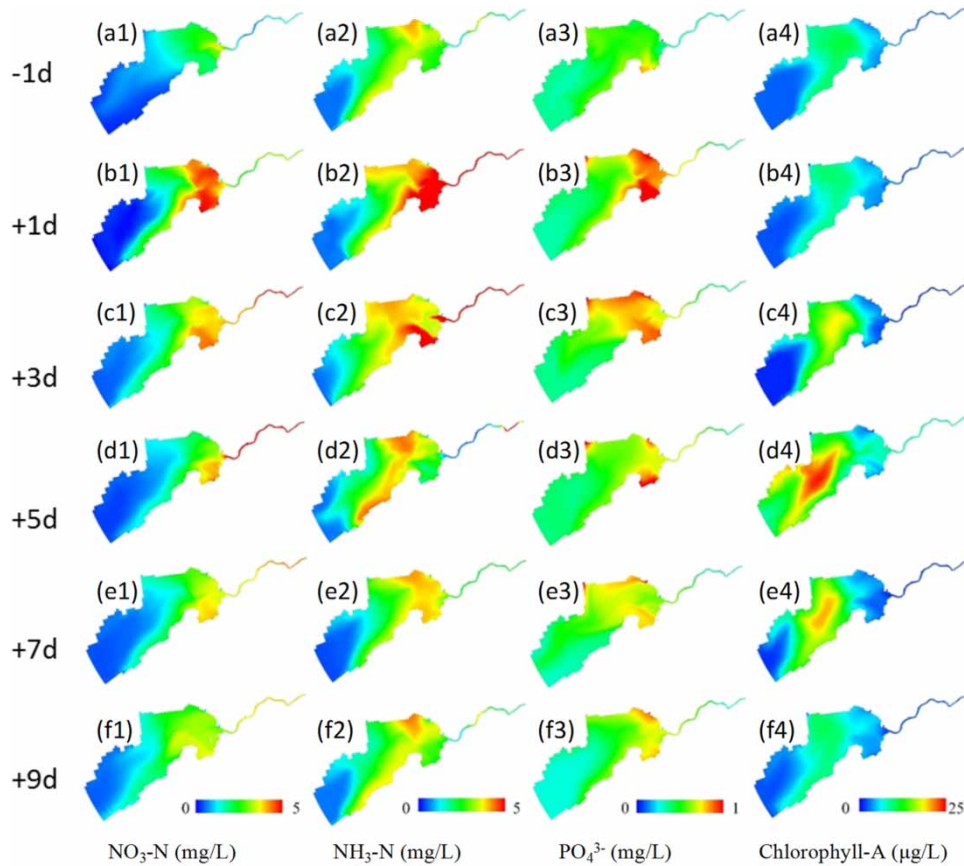 (a1) (a2) (a3) (a4)
-1d
(b1) (b2) (b3) (b4)
+1d
(c1) (c2) (c3) (c4)
+3d
(d1) (d2) (d3) (d4)
+5d
(e1) (e2) (e3) (e4)
+7d
(f1) (f2) (f3) (f4)
+9d
0 5 0 5 0 1 0 25
NO₃-N (mg/L) NH₃-N (mg/L) PO₄³⁻ (mg/L) Chlorophyll-A (μg/L)